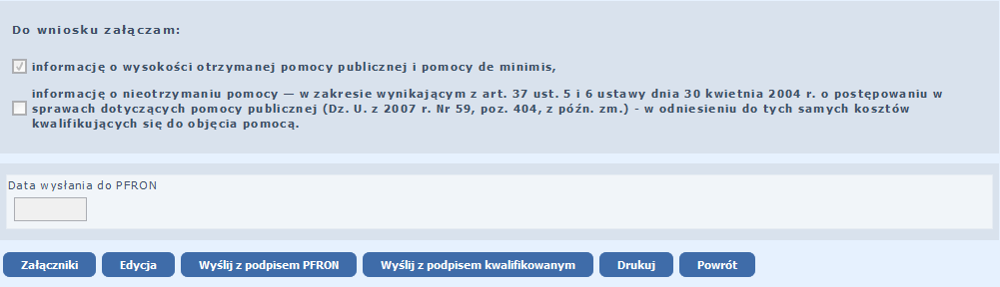 Do wniosku załączam:
informację o wysokości otrzymanej pomocy publicznej i pomocy de minimis,
informację o nieotrzymaniu pomocy — w zakresie wynikającym z art. 37 ust. 5 i 6 ustawy dnia 30 kwietnia 2004 r. o postępowaniu w
sprawach dotyczących pomocy publicznej (Dz. U. z 2007 r. Nr 59, poz. 404, z późn. zm.) - w odniesieniu do tych samych kosztów
kwalifikujących się do objęcia pomocą.
Data wysłania do PFRON
Załączniki Edycja Wyślij z podpisem PFRON Wyślij z podpisem kwalifikowanym Drukuj Powrót